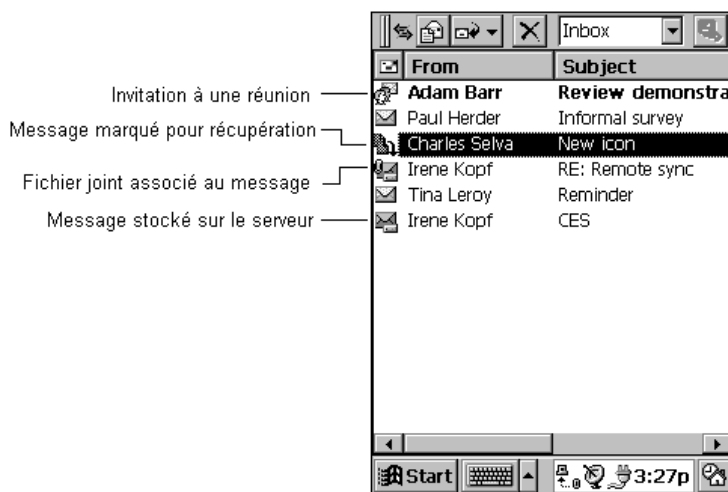 Inbox
From Subject
Invitation à une réunion Adam Barr Review demonstra
Paul Herder Informal survey
Message marqué pour récupération Charles Selva New icon
Irene Kopf RE: Remote sync
Fichier joint associé au message
Tina Leroy Reminder
Message stocké sur le serveur Irene Kopf CES
Start 3:27p